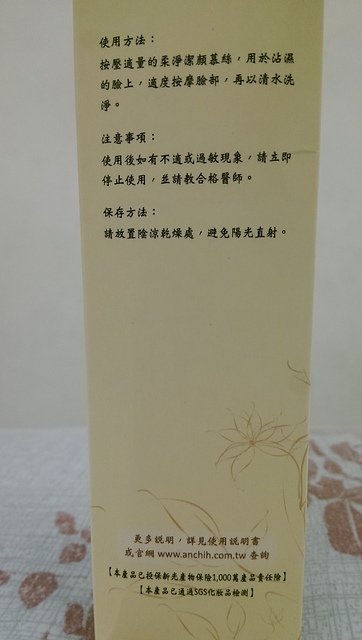 使用方法：
按壓適量的柔淨潔顏慕絲，用於沾濕
的臉上，適度按摩臉部，再以清水洗
淨。
注意事項：
使用後如有不適或過敏現象，請立即
停止使用，並請教合格醫師。
保存方法：
請放置陰涼乾燥處，避免陽光直射。
更多說明，詳見使用說明書
或官網 www.anchih.com.tw 查詢
【本產品已投保新光產物保險1,000萬產品責任險】
【本產品已通過SGS化妝品檢測】